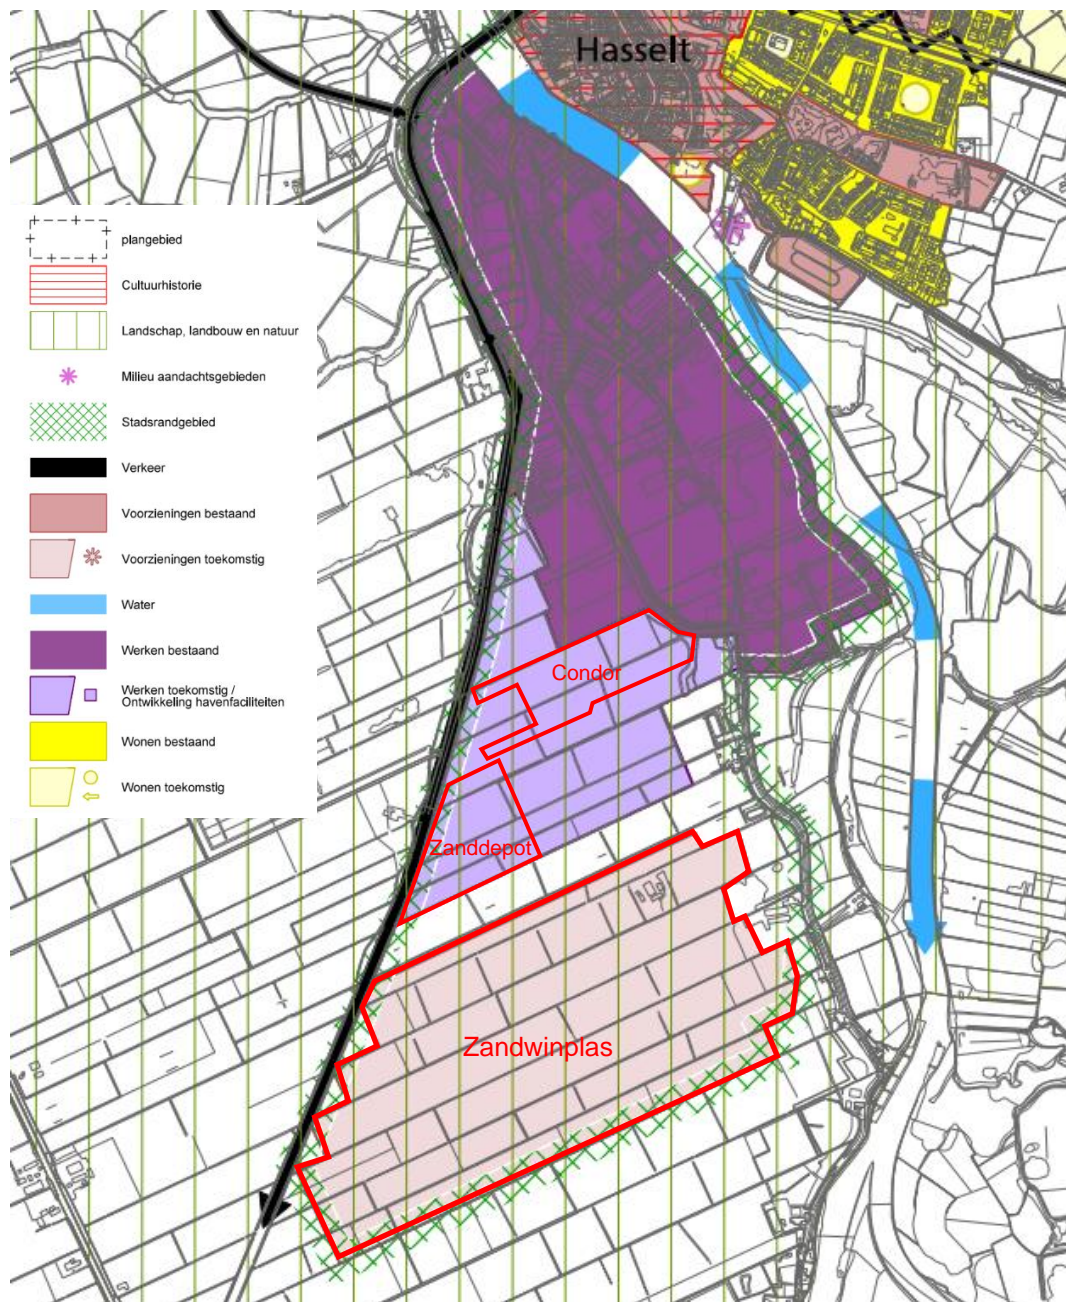 Hasselt
plangebied
Cultuurhistorie
Landschap, landbouw en natuur
Milieu aandachtsgebieden
Stadsrandgebied
Verkeer
Voorzieningen bestaand
Voorzieningen toekomstig
Water
Werken bestaand
Werken toekomstig /
Ontwikkeling havenfaciliteiten
Wonen bestaand
Wonen toekomstig
Condor
Zanddepot
Zandwinplas